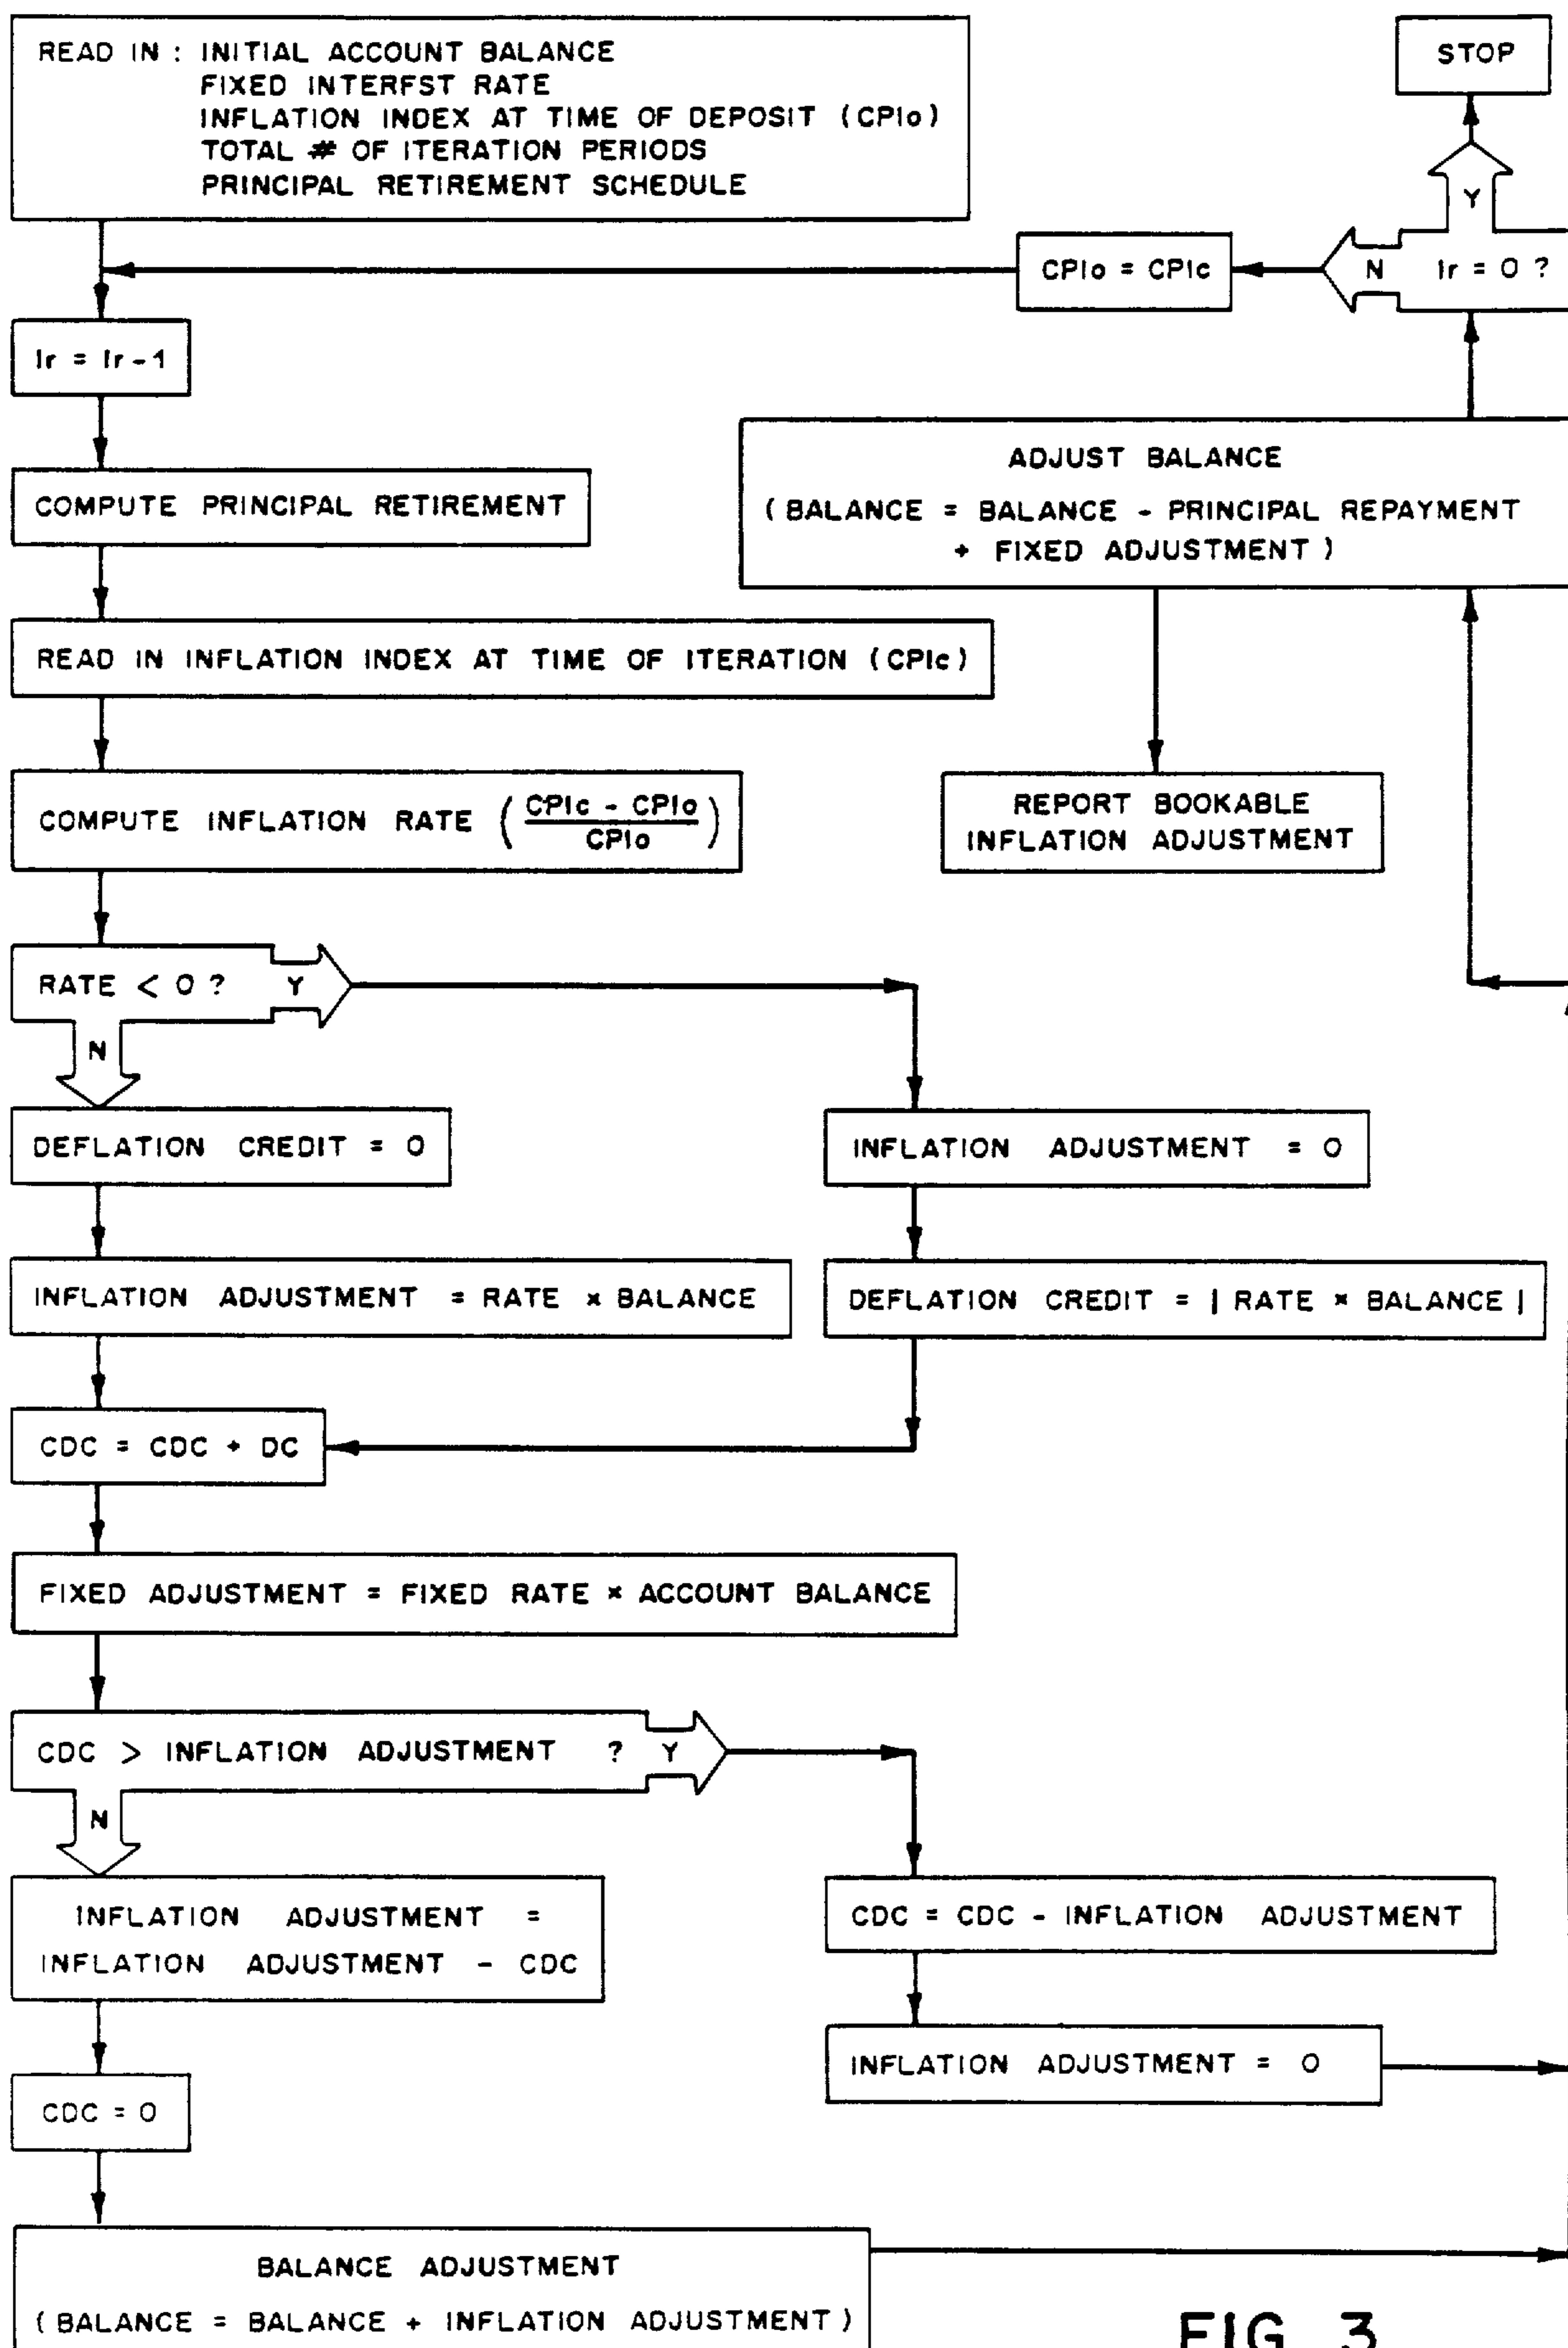 READ IN : INITIAL ACCOUNT BALANCE
FIXED INTERFST RATE
INFLATION INDEX AT TIME OF DEPOSIT (CPIo)
TOTAL # OF ITERATION PERIODS
PRINCIPAL RETIREMENT SCHEDULE
STOP
Y
CPIo = CPIc
N
Ir = 0 ?
Ir = Ir - 1
ADJUST BALANCE
( BALANCE = BALANCE - PRINCIPAL REPAYMENT
+ FIXED ADJUSTMENT )
COMPUTE PRINCIPAL RETIREMENT
READ IN INFLATION INDEX AT TIME OF ITERATION (CPIc)
COMPUTE INFLATION RATE ( CPIc - CPIo
CPIo )
REPORT BOOKABLE
INFLATION ADJUSTMENT
RATE < 0 ?
Y
N
DEFLATION CREDIT = 0
INFLATION ADJUSTMENT = 0
INFLATION ADJUSTMENT = RATE × BALANCE
DEFLATION CREDIT = | RATE × BALANCE |
CDC = CDC + DC
FIXED ADJUSTMENT = FIXED RATE × ACCOUNT BALANCE
CDC > INFLATION ADJUSTMENT ?
Y
N
INFLATION ADJUSTMENT =
INFLATION ADJUSTMENT - CDC
CDC = CDC - INFLATION ADJUSTMENT
INFLATION ADJUSTMENT = 0
CDC = 0
BALANCE ADJUSTMENT
( BALANCE = BALANCE + INFLATION ADJUSTMENT )
FIG 3